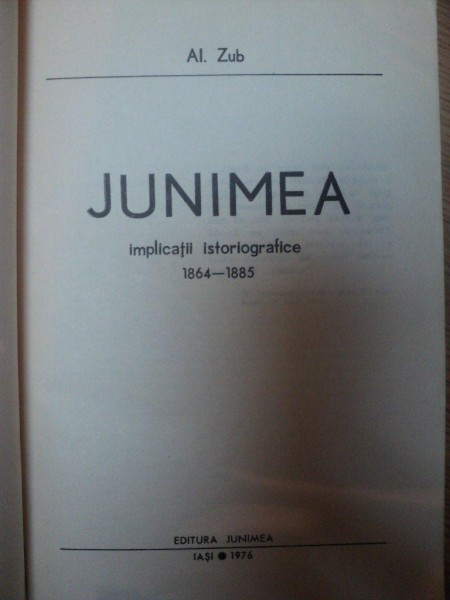 Al. Zub
JUNIMEA
implicații istoriografice
1864—1885
EDITURA JUNIMEA
IAȘI ● 1976